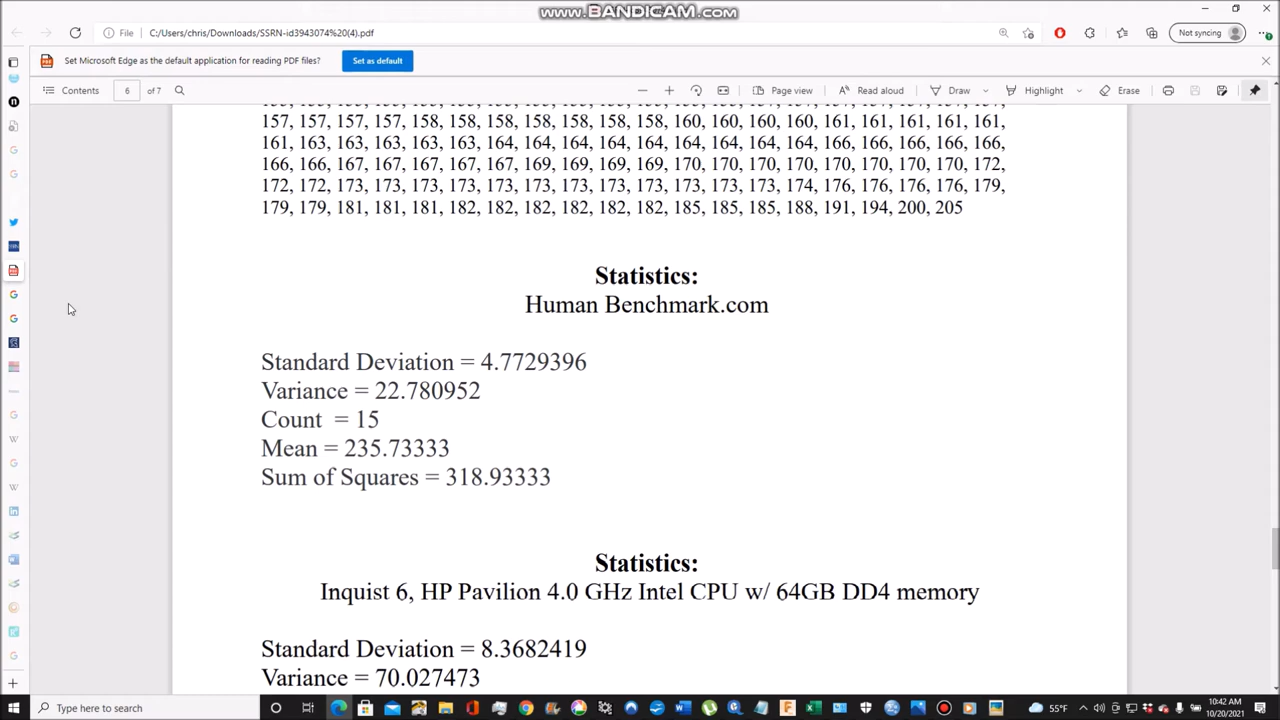 www.BANDICAM.com
File
C:/Users/chris/Downloads/SSRN-id3943074%20(4).pdf
Not syncing
Set Microsoft Edge as the default application for reading PDF files?
Set as default
Contents
6
of 7
Page view
Read aloud
Draw
Highlight
Erase
157, 157, 157, 157, 158, 158, 158, 158, 158, 158, 158, 160, 160, 160, 160, 161, 161, 161, 161, 161,
161, 163, 163, 163, 163, 163, 164, 164, 164, 164, 164, 164, 164, 164, 164, 166, 166, 166, 166, 166,
166, 166, 167, 167, 167, 167, 167, 169, 169, 169, 169, 170, 170, 170, 170, 170, 170, 170, 170, 172,
172, 172, 173, 173, 173, 173, 173, 173, 173, 173, 173, 173, 173, 173, 174, 176, 176, 176, 176, 179,
179, 179, 181, 181, 181, 182, 182, 182, 182, 182, 182, 185, 185, 185, 188, 191, 194, 200, 205
Statistics:
Human Benchmark.com
Standard Deviation = 4.7729396
Variance = 22.780952
Count = 15
Mean = 235.73333
Sum of Squares = 318.93333
Statistics:
Inquist 6, HP Pavilion 4.0 GHz Intel CPU w/ 64GB DD4 memory
Standard Deviation = 8.3682419
Variance = 70.027473
Type here to search
55°F
10:42 AM
10/20/2021